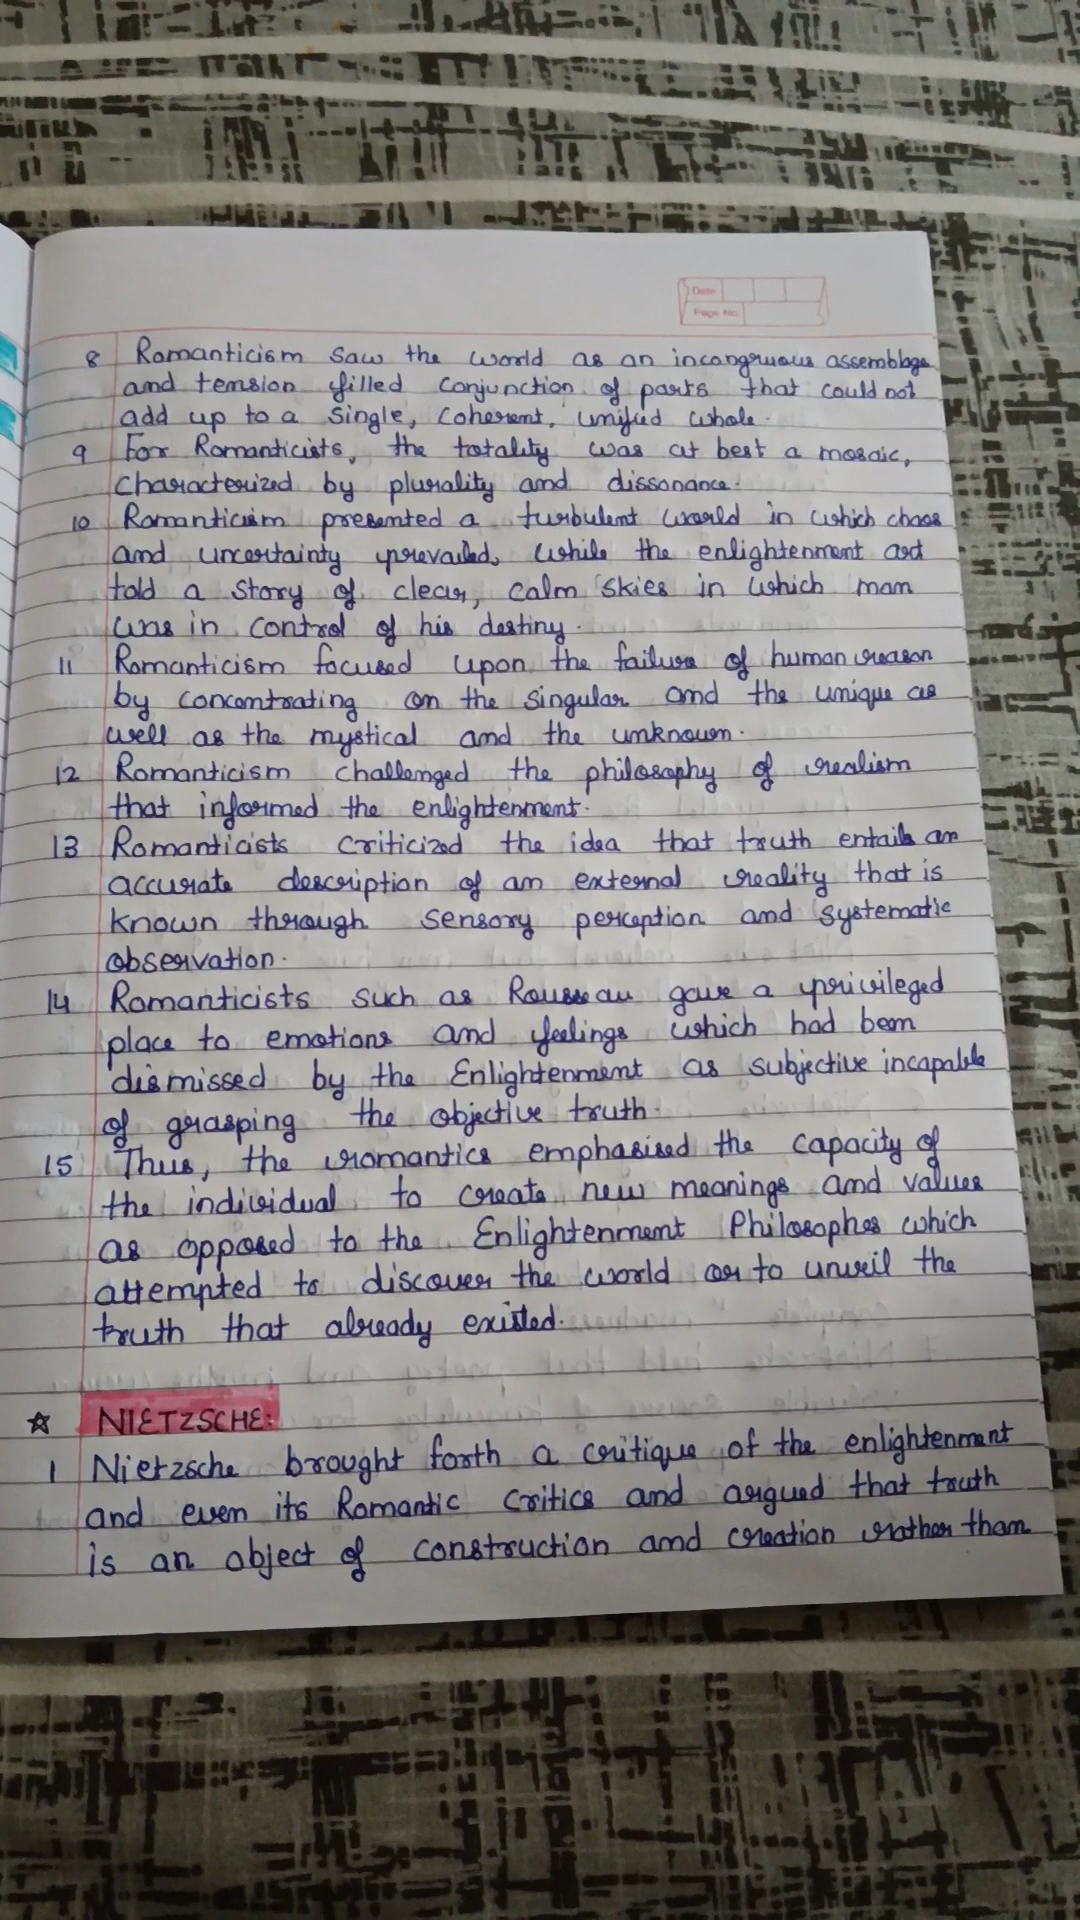 Date
Page No.
8 Romanticism saw the world as an incongruous assemblage
and tension filled conjunction of parts that could not
add up to a single, coherent, unified whole.
9 For Romanticists, the totality was at best a mosaic,
characterized by plurality and dissonance.
10 Romanticism presented a turbulent world in which chaos
and uncertainty prevailed, while the enlightenment art
told a story of clear, calm skies in which man
was in control of his destiny.
11 Romanticism focused upon the failure of human reason
by concentrating on the singular and the unique as
well as the mystical and the unknown.
12 Romanticism challenged the philosophy of realism
that informed the enlightenment.
13 Romanticists criticized the idea that truth entails an
accurate description of an external reality that is
known through sensory perception and systematic
observation.
14 Romanticists such as Rousseau gave a privileged
place to emotions and feelings which had been
dismissed by the Enlightenment as subjective incapable
of grasping the objective truth.
15 Thus, the romantics emphasised the capacity of
the individual to create new meanings and values
as opposed to the Enlightenment Philosophes which
attempted to discover the world or to unveil the
truth that already existed.
☆ NIETZSCHE:
1 Nietzsche brought forth a critique of the enlightenment
and even its Romantic critics and argued that truth
is an object of construction and creation rather than